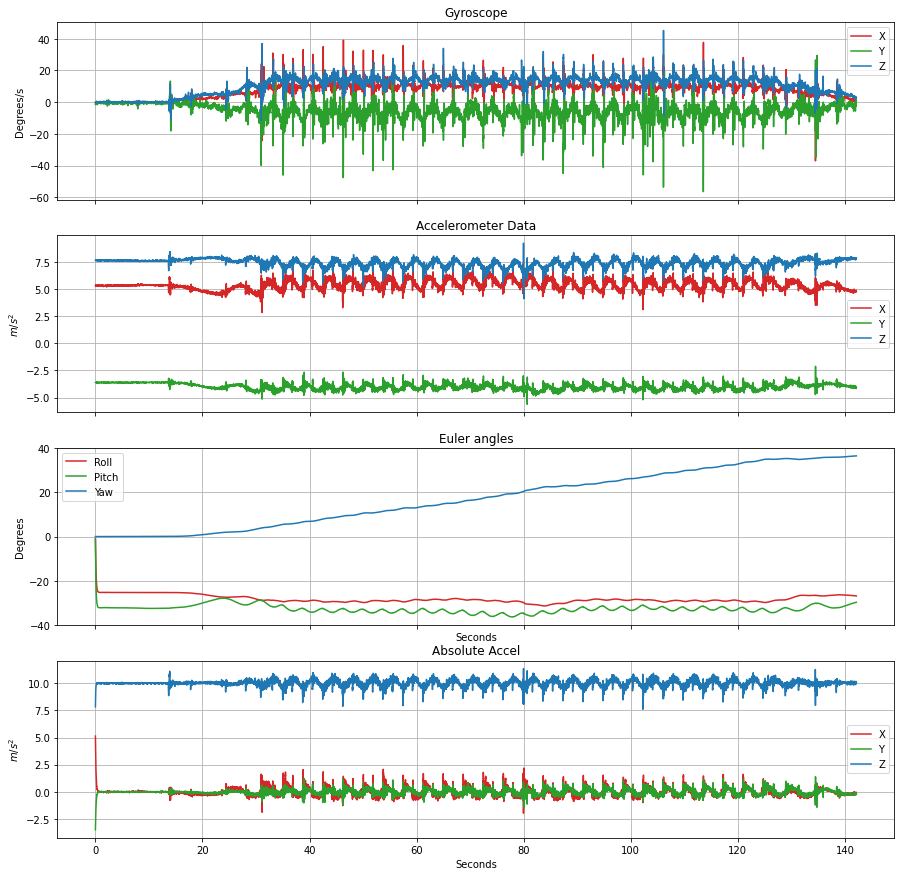 Gyroscope
Degrees/s
40
20
0
−20
−40
−60
X
Y
Z
Accelerometer Data
m/s²
7.5
5.0
2.5
0.0
−2.5
−5.0
X
Y
Z
Euler angles
Degrees
40
20
0
−20
−40
Roll
Pitch
Yaw
Seconds
Absolute Accel
m/s²
10.0
7.5
5.0
2.5
0.0
−2.5
X
Y
Z
0 20 40 60 80 100 120 140
Seconds